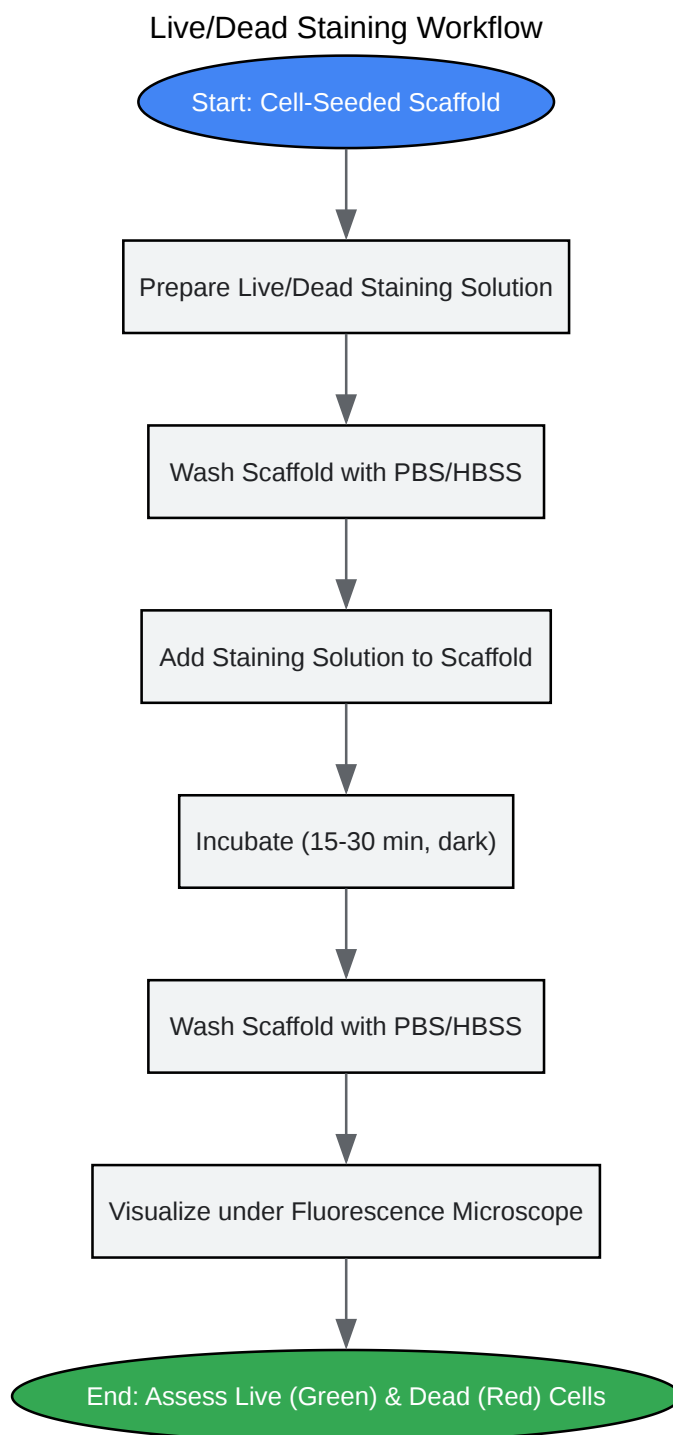 Live/Dead Staining Workflow
Start: Cell-Seeded Scaffold
Prepare Live/Dead Staining Solution
Wash Scaffold with PBS/HBSS
Add Staining Solution to Scaffold
Incubate (15-30 min, dark)
Wash Scaffold with PBS/HBSS
Visualize under Fluorescence Microscope
End: Assess Live (Green) & Dead (Red) Cells